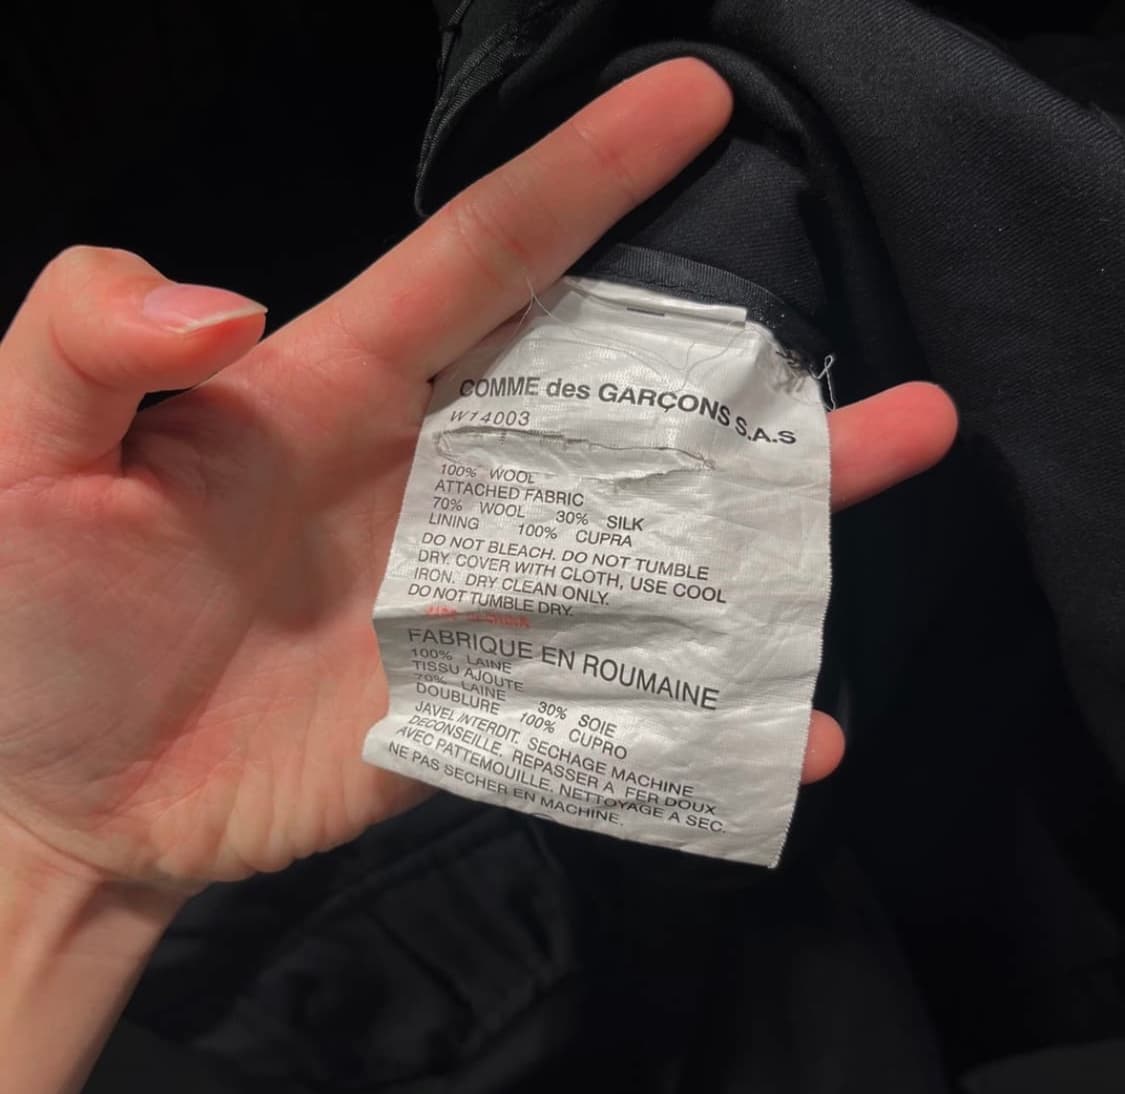 COMME des GARÇONS S.A.S
W14003
100% WOOL
ATTACHED FABRIC
70% WOOL 30% SILK
LINING 100% CUPRA
DO NOT BLEACH. DO NOT TUMBLE
DRY. COVER WITH CLOTH, USE COOL
IRON. DRY CLEAN ONLY.
DO NOT TUMBLE DRY.
FABRIQUE EN ROUMAINE
100% LAINE
TISSU AJOUTE
70% LAINE 30% SOIE
DOUBLURE 100% CUPRO
JAVEL INTERDIT. SECHAGE MACHINE
DECONSEILLE. REPASSER A FER DOUX
AVEC PATTEMOUILLE, NETTOYAGE A SEC.
NE PAS SECHER EN MACHINE.